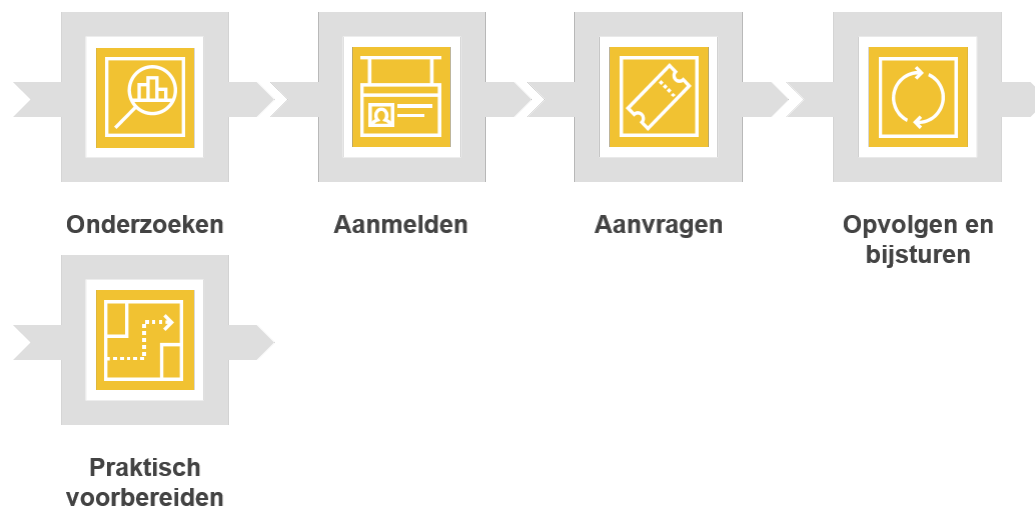 Onderzoeken
Aanmelden
Aanvragen
Opvolgen en
bijsturen
Praktisch
voorbereiden